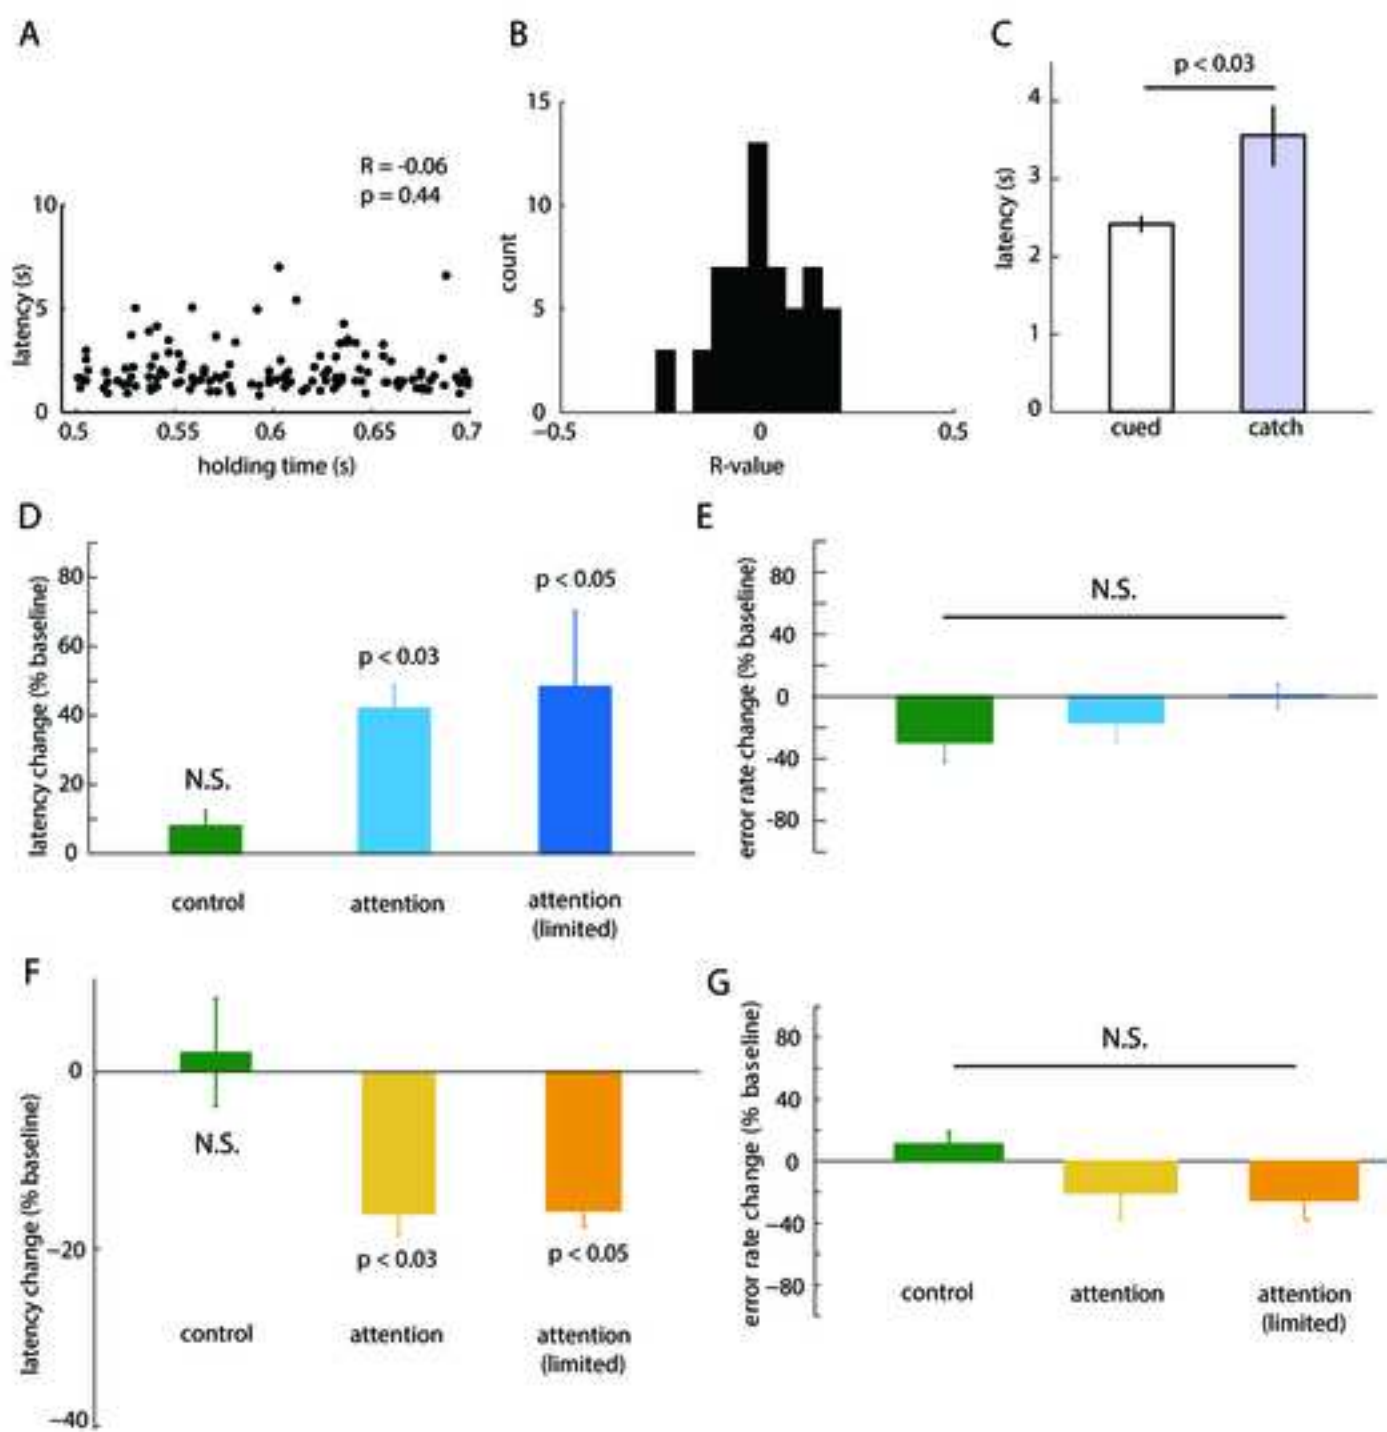 A
R = -0.06
p = 0.44
latency (s)
10
5
0
0.5 0.55 0.6 0.65 0.7
holding time (s)
B
count
15
10
5
0
−0.5 0 0.5
R-value
C
p < 0.03
latency (s)
4
3
2
1
0
cued catch
D
latency change (% baseline)
80
60
40
20
0
N.S.
p < 0.03
p < 0.05
control attention attention
(limited)
E
error rate change (% baseline)
80
40
0
-40
-80
N.S.
F
latency change (% baseline)
0
−20
−40
N.S.
p < 0.03
p < 0.05
control attention attention
(limited)
G
error rate change (% baseline)
80
40
0
−40
−80
N.S.
control attention attention
(limited)